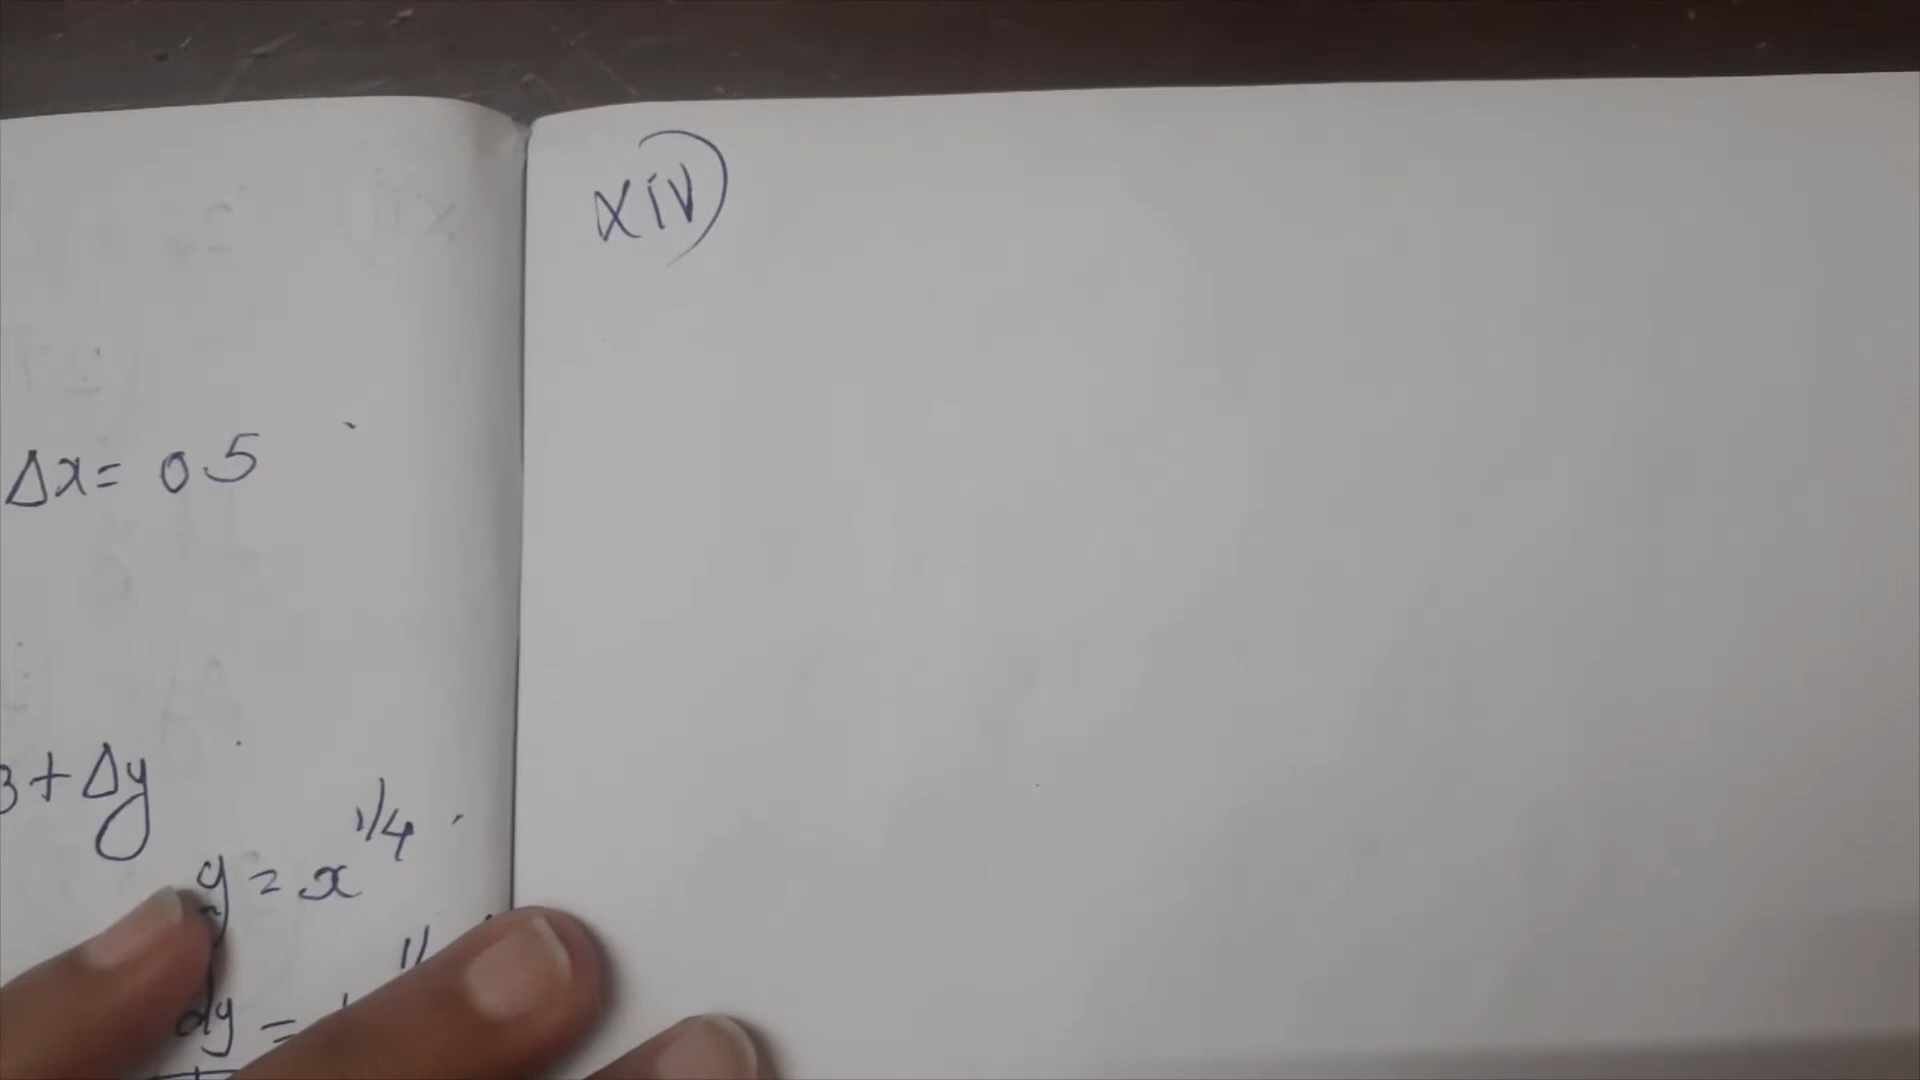 Δx= 0.5
3 + Δy
y = x^1/4
dy =
xiv)